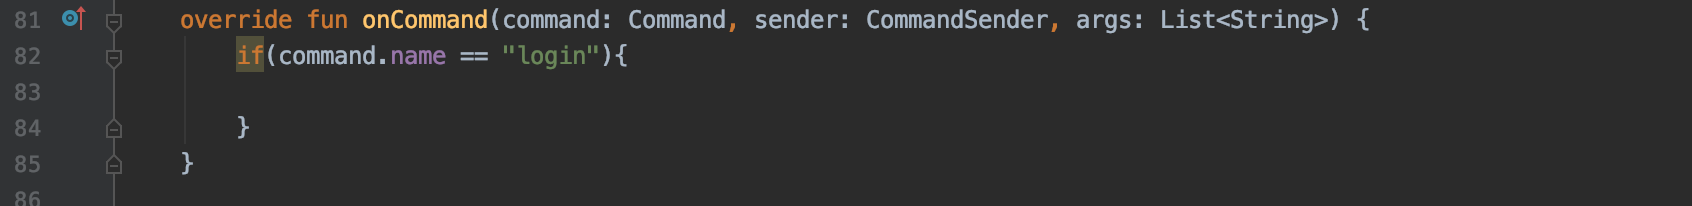 81 override fun onCommand(command: Command, sender: CommandSender, args: List<String>) {
82 if(command.name == "login"){
83
84 }
85 }
86